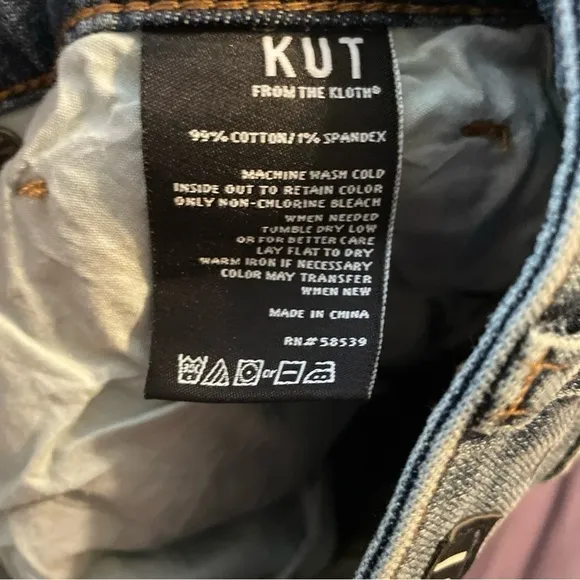 KUT
FROM THE KLOTH®
99% COTTON/1% SPANDEX
MACHINE WASH COLD
INSIDE OUT TO RETAIN COLOR
ONLY NON-CHLORINE BLEACH
WHEN NEEDED
TUMBLE DRY LOW
OR FOR BETTER CARE
LAY FLAT TO DRY
WARM IRON IF NECESSARY
COLOR MAY TRANSFER
WHEN NEW
MADE IN CHINA
RN#58539
or